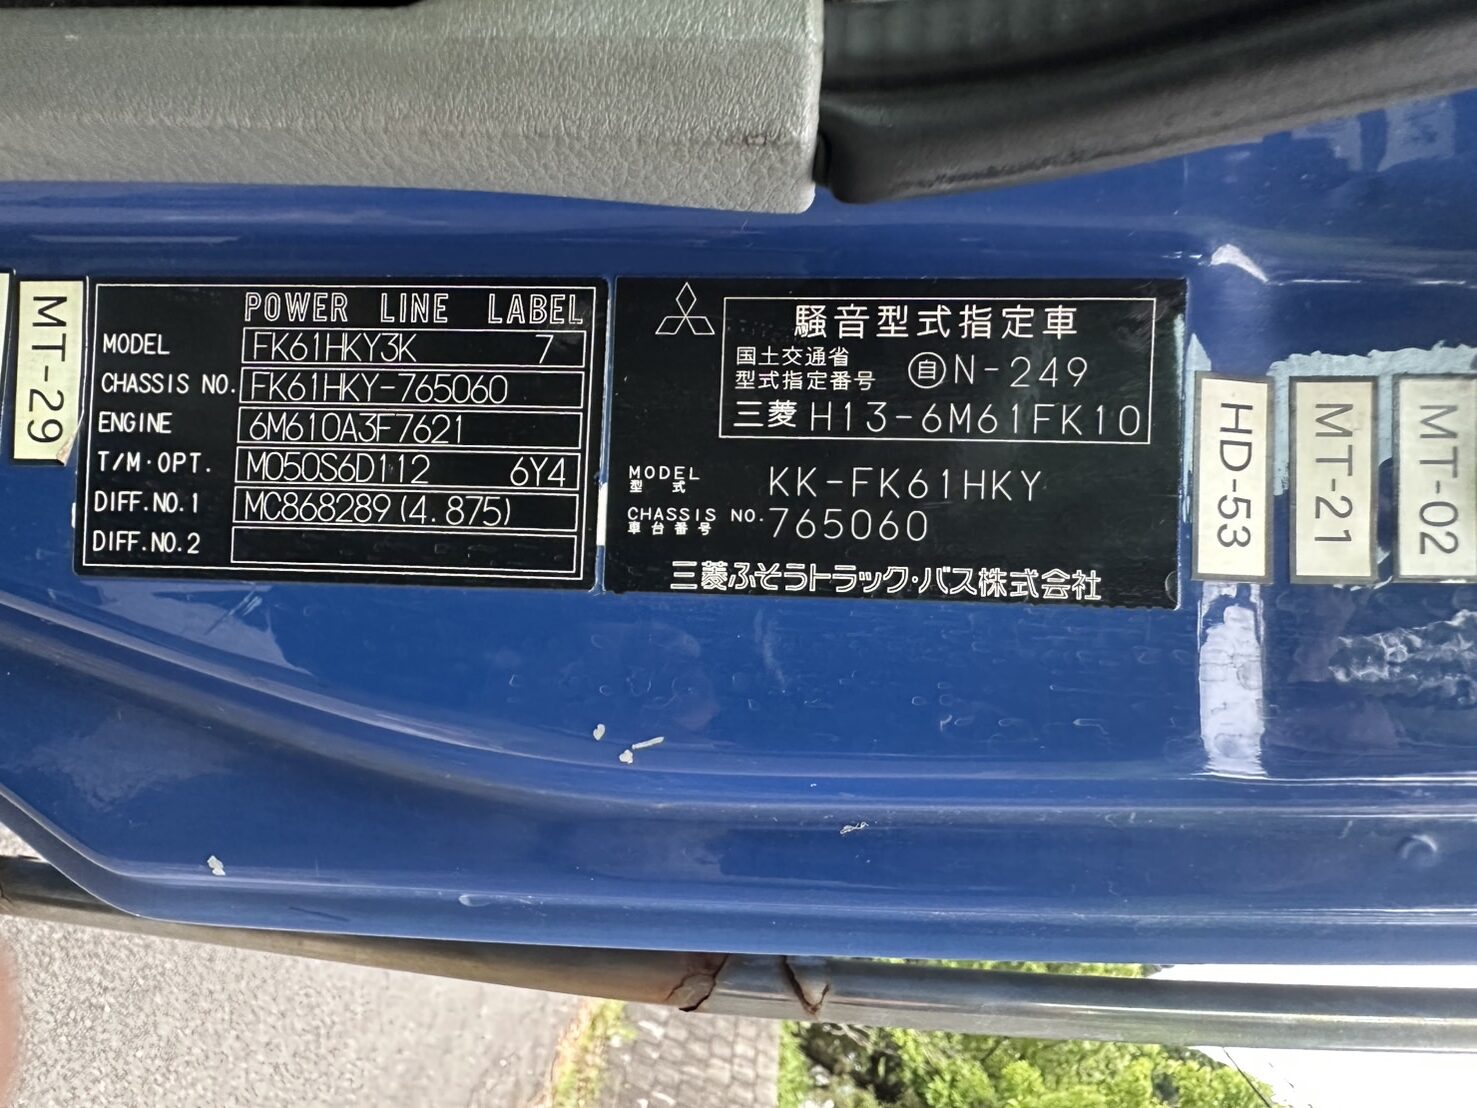 MT-29
POWER LINE LABEL
MODEL FK61HKY3K 7
CHASSIS NO. FK61HKY-765060
ENGINE 6M610A3F7621
T/M·OPT. M050S6D112 6Y4
DIFF.NO.1 MC868289(4.875)
DIFF.NO.2
騒音型式指定車
国土交通省
型式指定番号 自N-249
三菱 H13-6M61FK10
MODEL
型式 KK-FK61HKY
CHASSIS NO.
車台番号 765060
三菱ふそうトラック・バス株式会社
HD-53
MT-21
MT-02